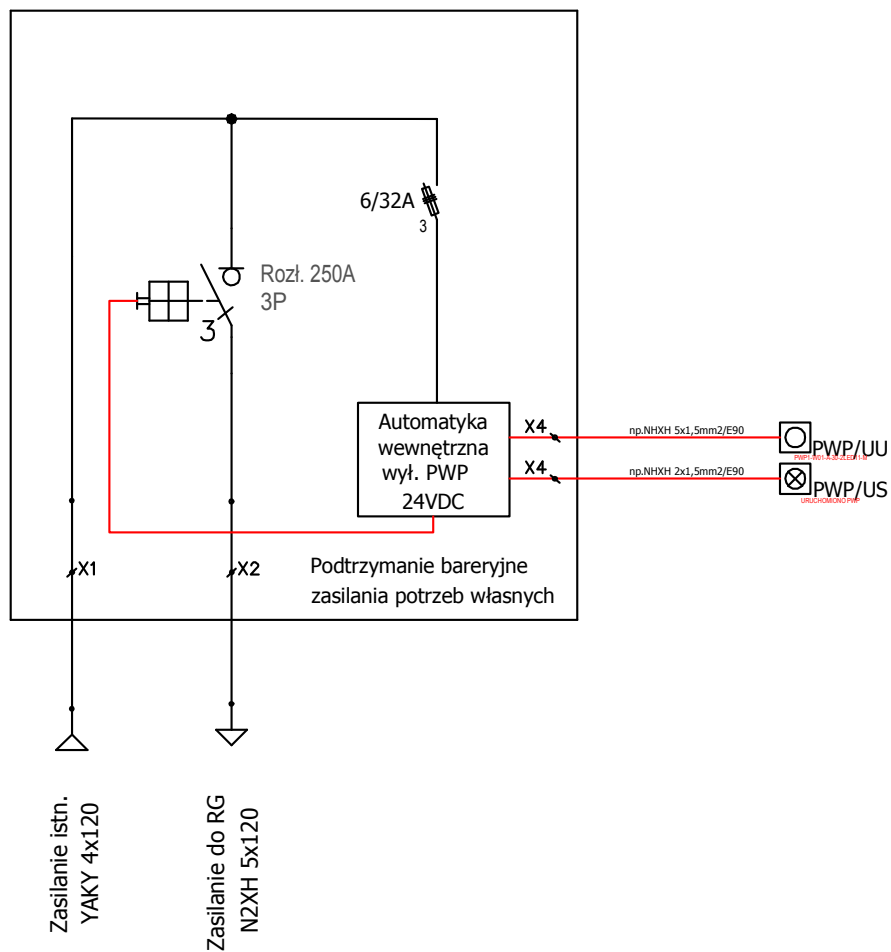 6/32A
3
Rozł. 250A
3P
3
Automatyka
wewnętrzna
wył. PWP
24VDC
X4
np.NHXH 5x1,5mm2/E90
PWP/UU
X4
np.NHXH 2x1,5mm2/E90
PWP/US
URUCHOMIONO PWP
X1
X2
Podtrzymanie bareryjne
zasilania potrzeb własnych
Zasilanie istn.
YAKY 4x120
Zasilanie do RG
N2XH 5x120